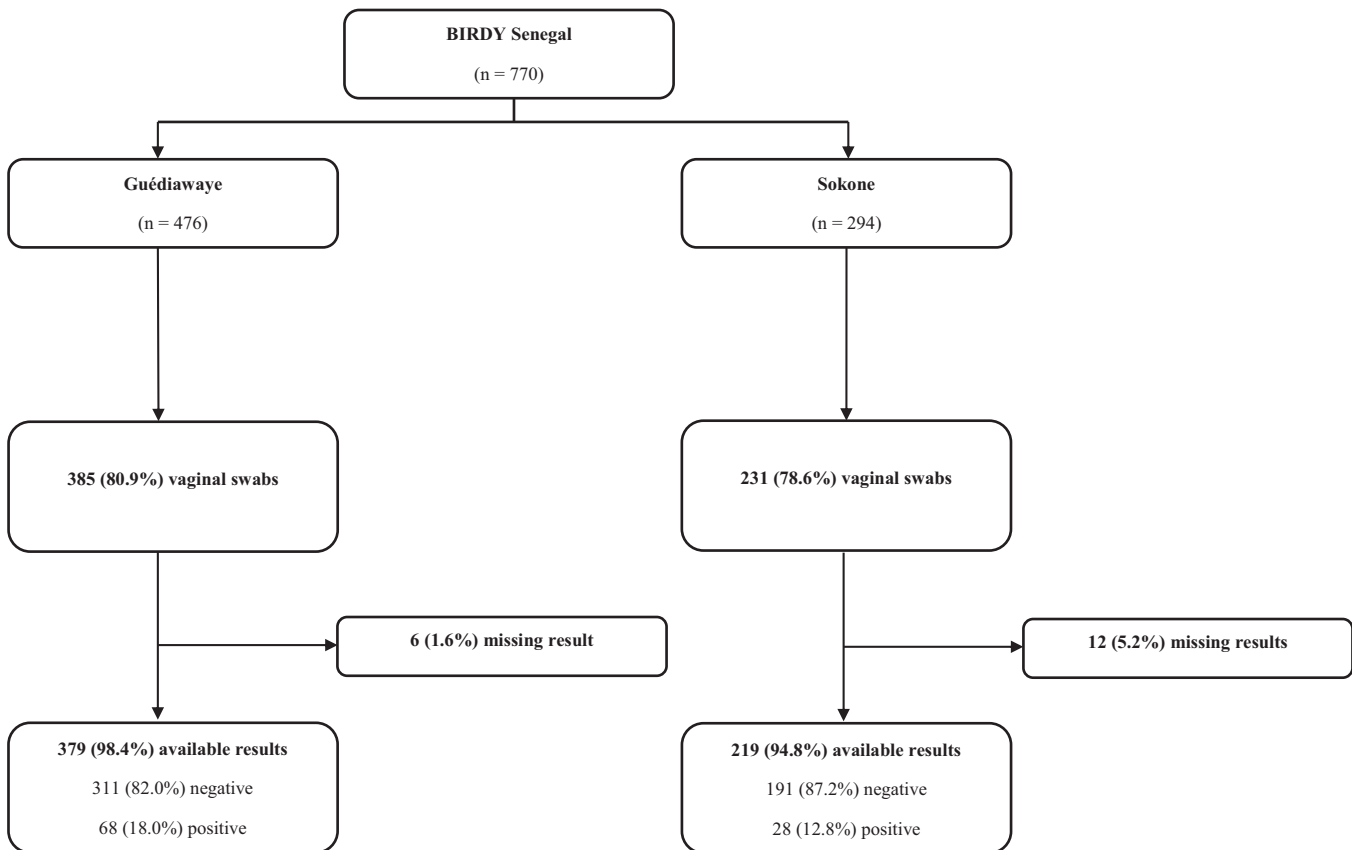 BIRDY Senegal
(n = 770)
Guédiawaye
(n = 476)
Sokone
(n = 294)
385 (80.9%) vaginal swabs
231 (78.6%) vaginal swabs
6 (1.6%) missing result
12 (5.2%) missing results
379 (98.4%) available results
311 (82.0%) negative
68 (18.0%) positive
219 (94.8%) available results
191 (87.2%) negative
28 (12.8%) positive